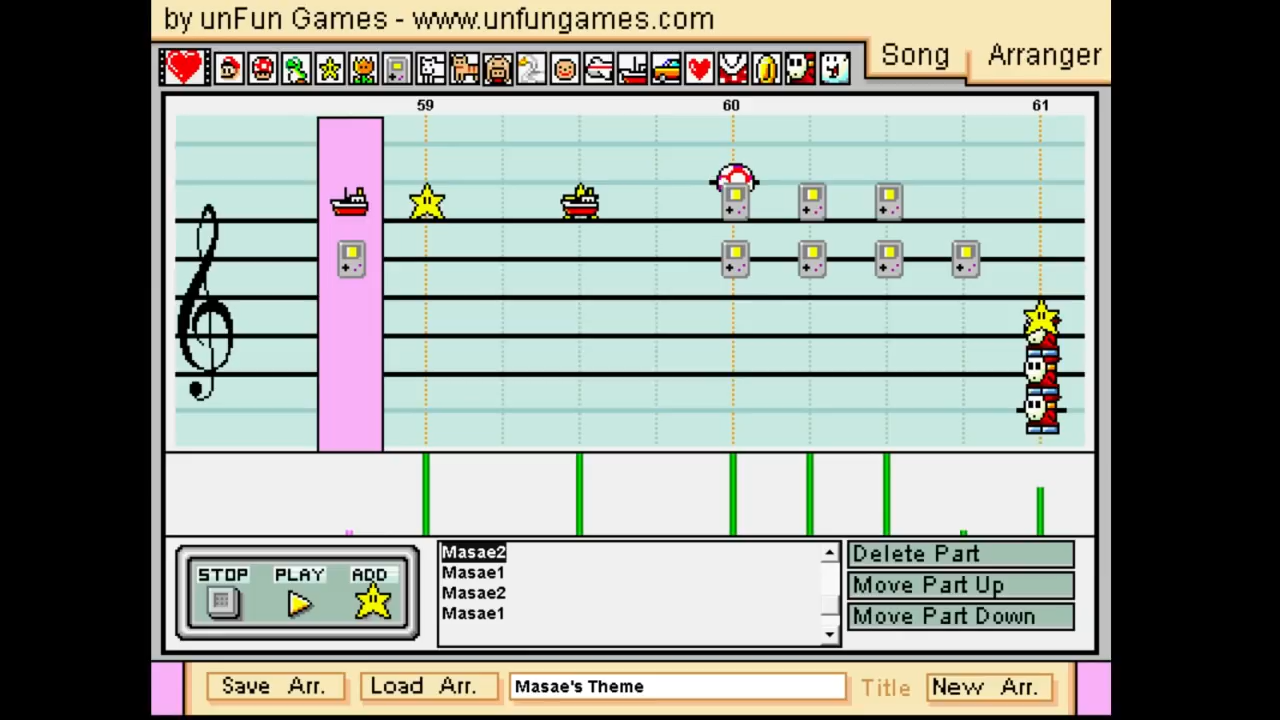 by unFun Games - www.unfungames.com
Song Arranger
59 60 61
STOP PLAY ADD
Masae2
Masae1
Masae2
Masae1
Delete Part
Move Part Up
Move Part Down
Save Arr. Load Arr. Masae's Theme Title New Arr.